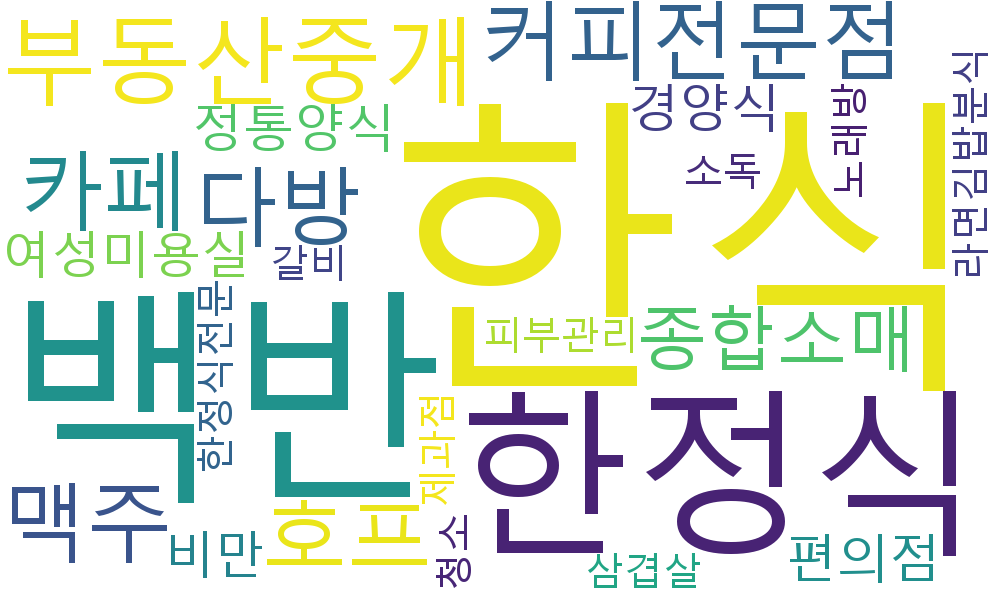 부동산중개
커피전문점
정통양식
경양식
노래방
라면김밥분식
카페
다방
소독
한식
여성미용실
갈비
백반
한정식전문
피부관리
종합소매
제과점
한정식
맥주
호프
비만
청소
삼겹살
편의점